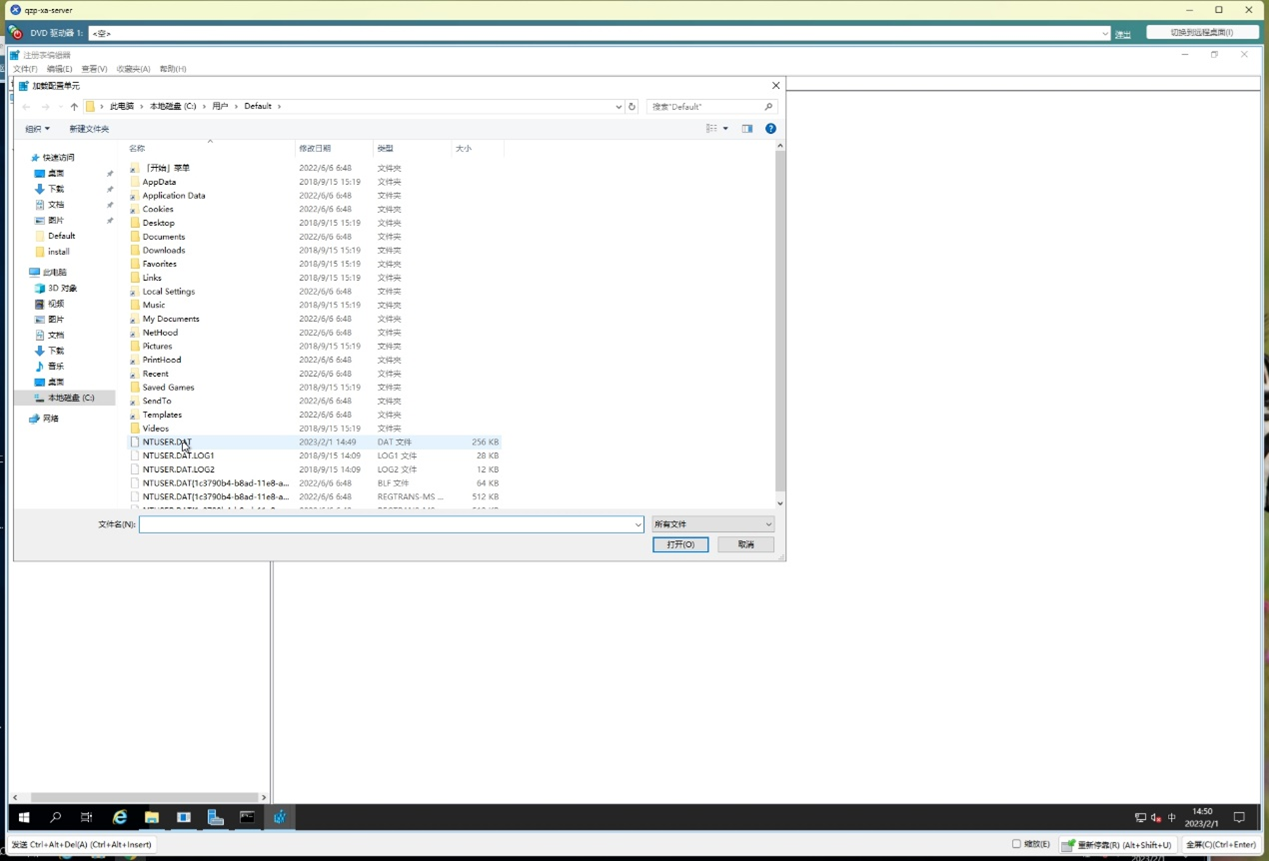 qzp-xa-server
DVD 驱动器 1: <空> 弹出 切换到远程桌面(I)
注册表编辑器
文件(F) 编辑(E) 查看(V) 收藏夹(A) 帮助(H)
加载配置单元
此电脑 › 本地磁盘 (C:) › 用户 › Default › 搜索"Default"
组织 新建文件夹
名称 修改日期 类型 大小
快速访问
桌面
下载
文档
图片
Default
install
此电脑
3D 对象
视频
图片
文档
下载
音乐
桌面
本地磁盘 (C:)
网络
「开始」菜单 2022/6/6 6:48 文件夹
AppData 2018/9/15 15:19 文件夹
Application Data 2022/6/6 6:48 文件夹
Cookies 2022/6/6 6:48 文件夹
Desktop 2018/9/15 15:19 文件夹
Documents 2022/6/6 6:48 文件夹
Downloads 2018/9/15 15:19 文件夹
Favorites 2018/9/15 15:19 文件夹
Links 2018/9/15 15:19 文件夹
Local Settings 2022/6/6 6:48 文件夹
Music 2018/9/15 15:19 文件夹
My Documents 2022/6/6 6:48 文件夹
NetHood 2022/6/6 6:48 文件夹
Pictures 2018/9/15 15:19 文件夹
PrintHood 2022/6/6 6:48 文件夹
Recent 2022/6/6 6:48 文件夹
Saved Games 2018/9/15 15:19 文件夹
SendTo 2022/6/6 6:48 文件夹
Templates 2022/6/6 6:48 文件夹
Videos 2018/9/15 15:19 文件夹
NTUSER.DAT 2023/2/1 14:49 DAT 文件 256 KB
NTUSER.DAT.LOG1 2018/9/15 14:09 LOG1 文件 28 KB
NTUSER.DAT.LOG2 2018/9/15 14:09 LOG2 文件 12 KB
NTUSER.DAT{1c3790b4-b8ad-11e8-a... 2022/6/6 6:48 BLF 文件 64 KB
NTUSER.DAT{1c3790b4-b8ad-11e8-a... 2022/6/6 6:48 REGTRANS-MS ... 512 KB
文件名(N): 所有文件
打开(O) 取消
中 14:50
2023/2/1
发送 Ctrl+Alt+Del(A) (Ctrl+Alt+Insert) 缩放(E) 重新停靠(R) (Alt+Shift+U) 全屏(C)(Ctrl+Enter)